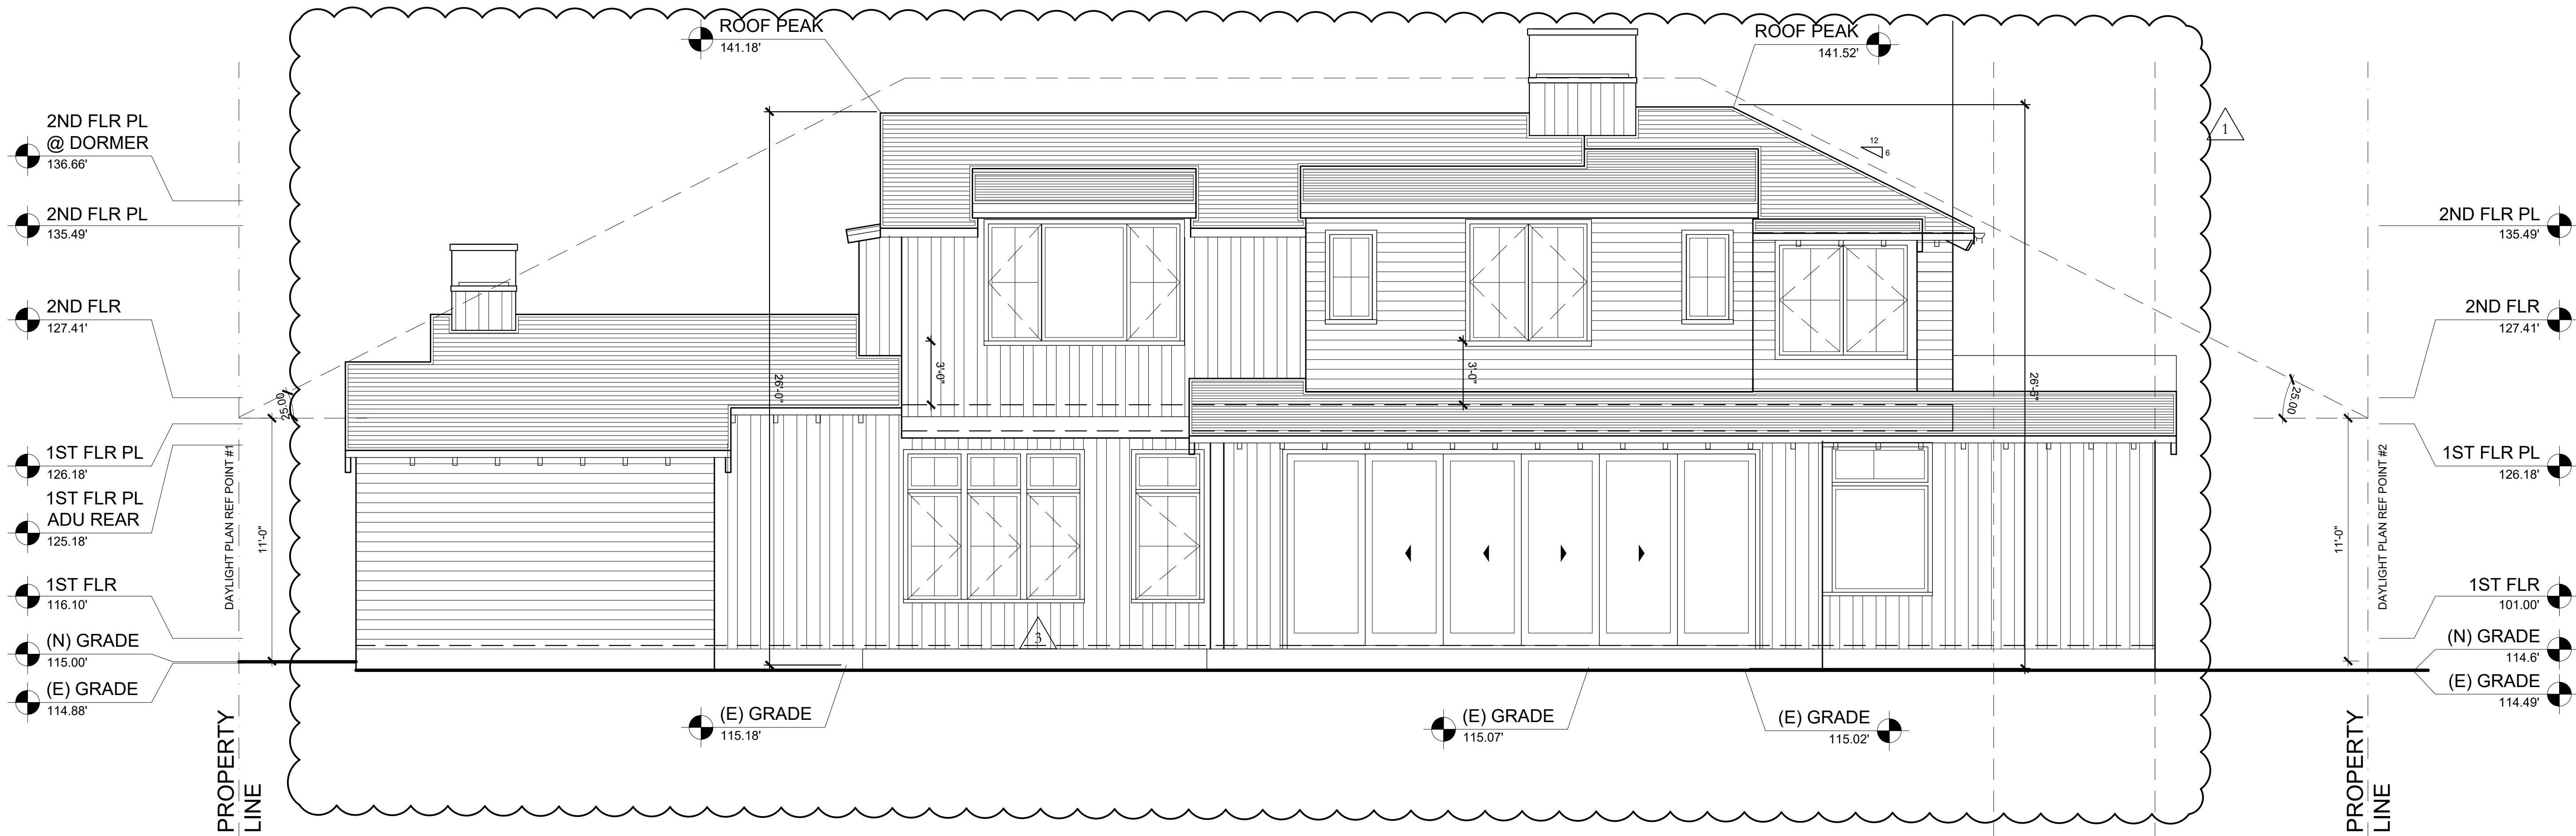 ROOF PEAK
141.18'
ROOF PEAK
141.52'
2ND FLR PL
@ DORMER
136.66'
2ND FLR PL
135.49'
2ND FLR
127.41'
1ST FLR PL
126.18'
1ST FLR PL
ADU REAR
125.18'
1ST FLR
116.10'
(N) GRADE
115.00'
(E) GRADE
114.88'
PROPERTY
LINE
DAYLIGHT PLAN REF POINT #1
11'-0"
25.00
26'-0"
3'-0"
3'-0"
26'-6"
12
6
1
3
25.00
11'-0"
DAYLIGHT PLAN REF POINT #2
(E) GRADE
115.18'
(E) GRADE
115.07'
(E) GRADE
115.02'
2ND FLR PL
135.49'
2ND FLR
127.41'
1ST FLR PL
126.18'
1ST FLR
101.00'
(N) GRADE
114.6'
(E) GRADE
114.49'
PROPERTY
LINE